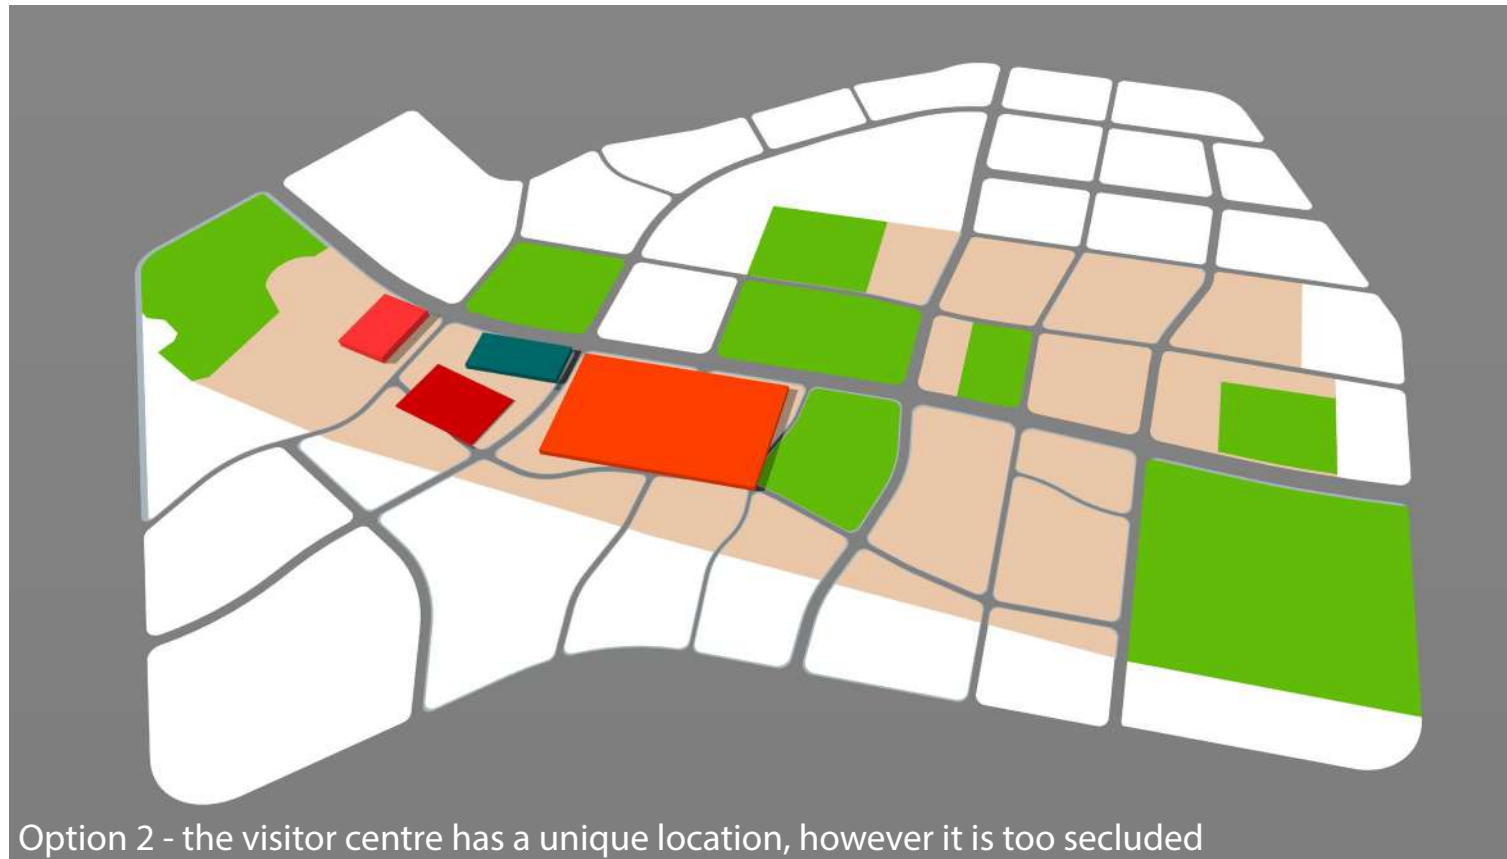 Option 2 - the visitor centre has a unique location, however it is too secluded